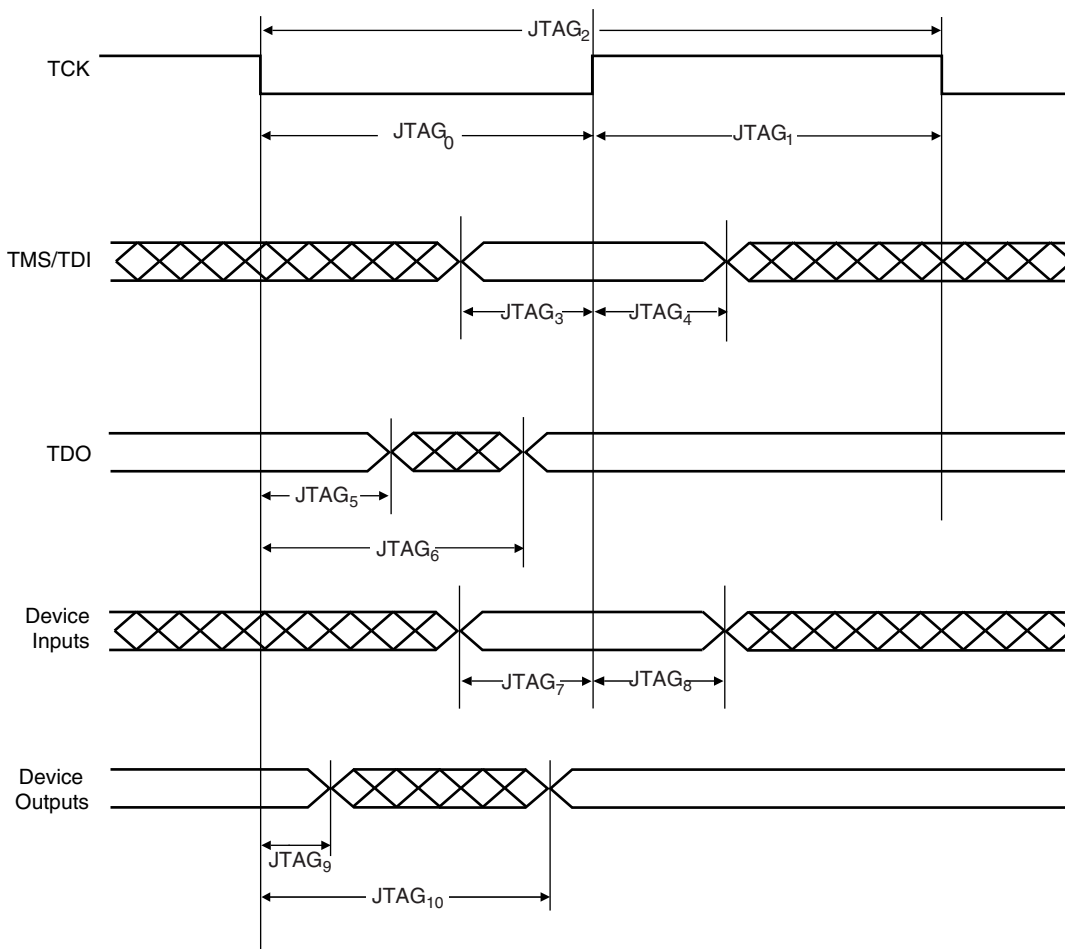 JTAG₂
TCK
JTAG₀
JTAG₁
TMS/TDI
JTAG₃
JTAG₄
TDO
JTAG₅
JTAG₆
Device
Inputs
JTAG₇
JTAG₈
Device
Outputs
JTAG₉
JTAG₁₀